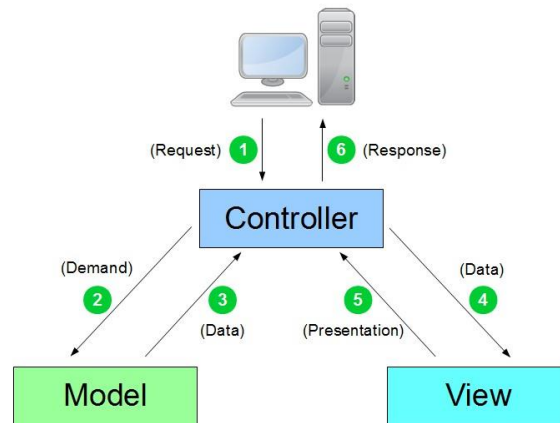 (Request) 1 6 (Response)
Controller
(Demand) (Data)
2 3 5 4
(Data) (Presentation)
Model View